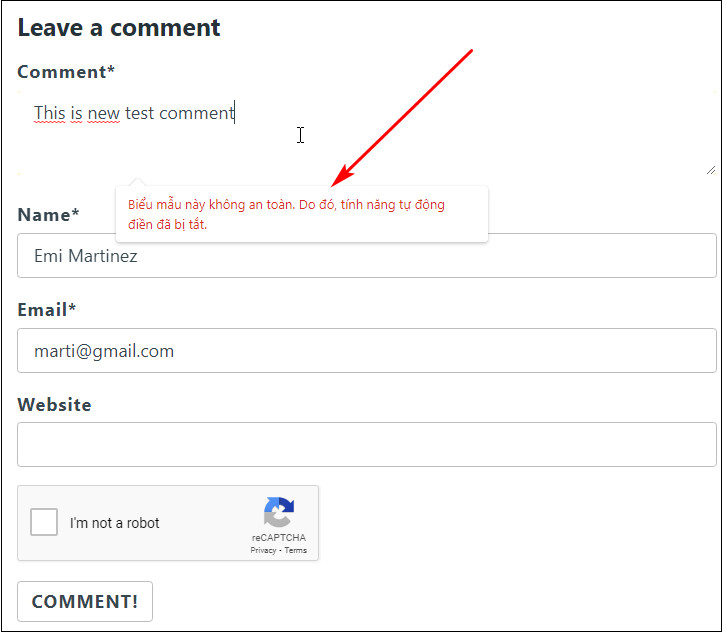 Leave a comment
Comment*
This is new test comment
Biểu mẫu này không an toàn. Do đó, tính năng tự động
điền đã bị tắt.
Name*
Emi Martinez
Email*
marti@gmail.com
Website
I'm not a robot
reCAPTCHA
Privacy - Terms
COMMENT!